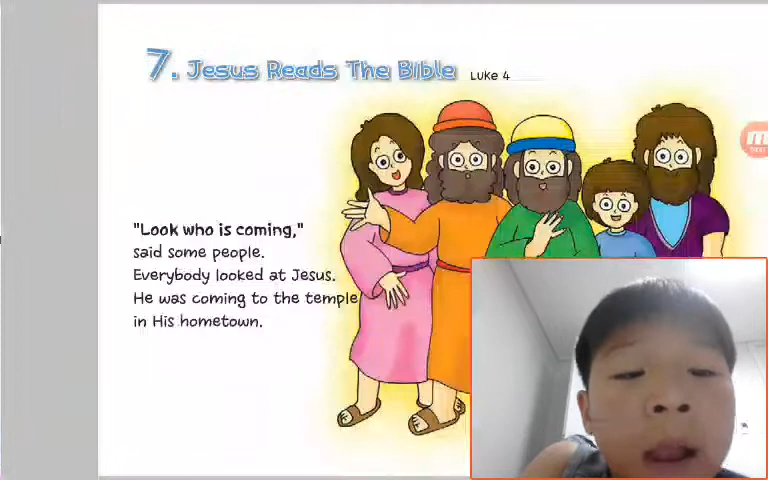 7. Jesus Reads The Bible Luke 4
"Look who is coming,"
said some people.
Everybody looked at Jesus.
He was coming to the temple
in His hometown.